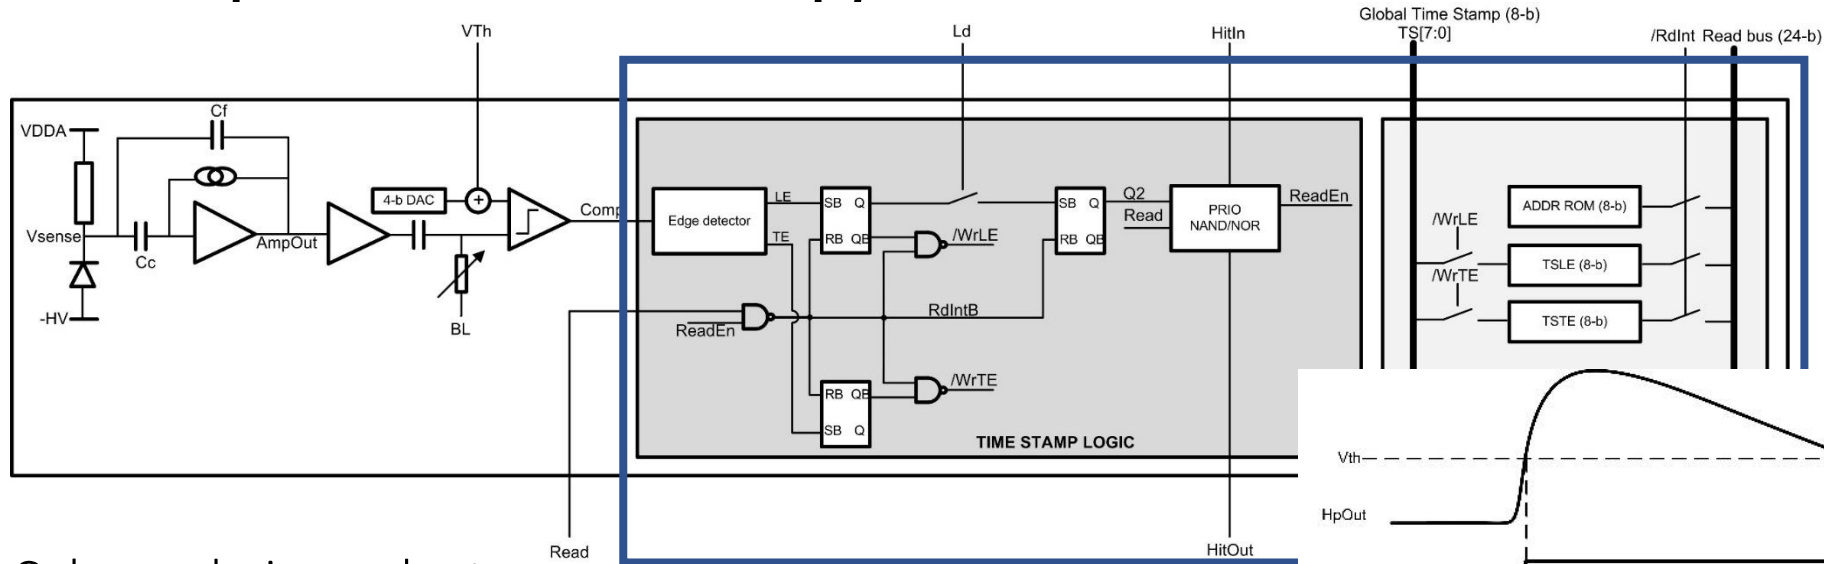 Global Time Stamp (8-b)
TS[7:0]
VTh
Ld
HitIn
/RdInt
Read bus (24-b)
VDDA
Cf
4-b DAC
+
Vsense
Cc
AmpOut
-HV
BL
Comp
Edge detector
LE
TE
SB Q
RB QB
/WrLE
SB Q
RB QB
Q2
Read
PRIO
NAND/NOR
ReadEn
ReadEn
RdIntB
RB QB
SB Q
/WrTE
TIME STAMP LOGIC
ADDR ROM (8-b)
/WrLE
TSLE (8-b)
/WrTE
TSTE (8-b)
Vth
HpOut
Read
HitOut